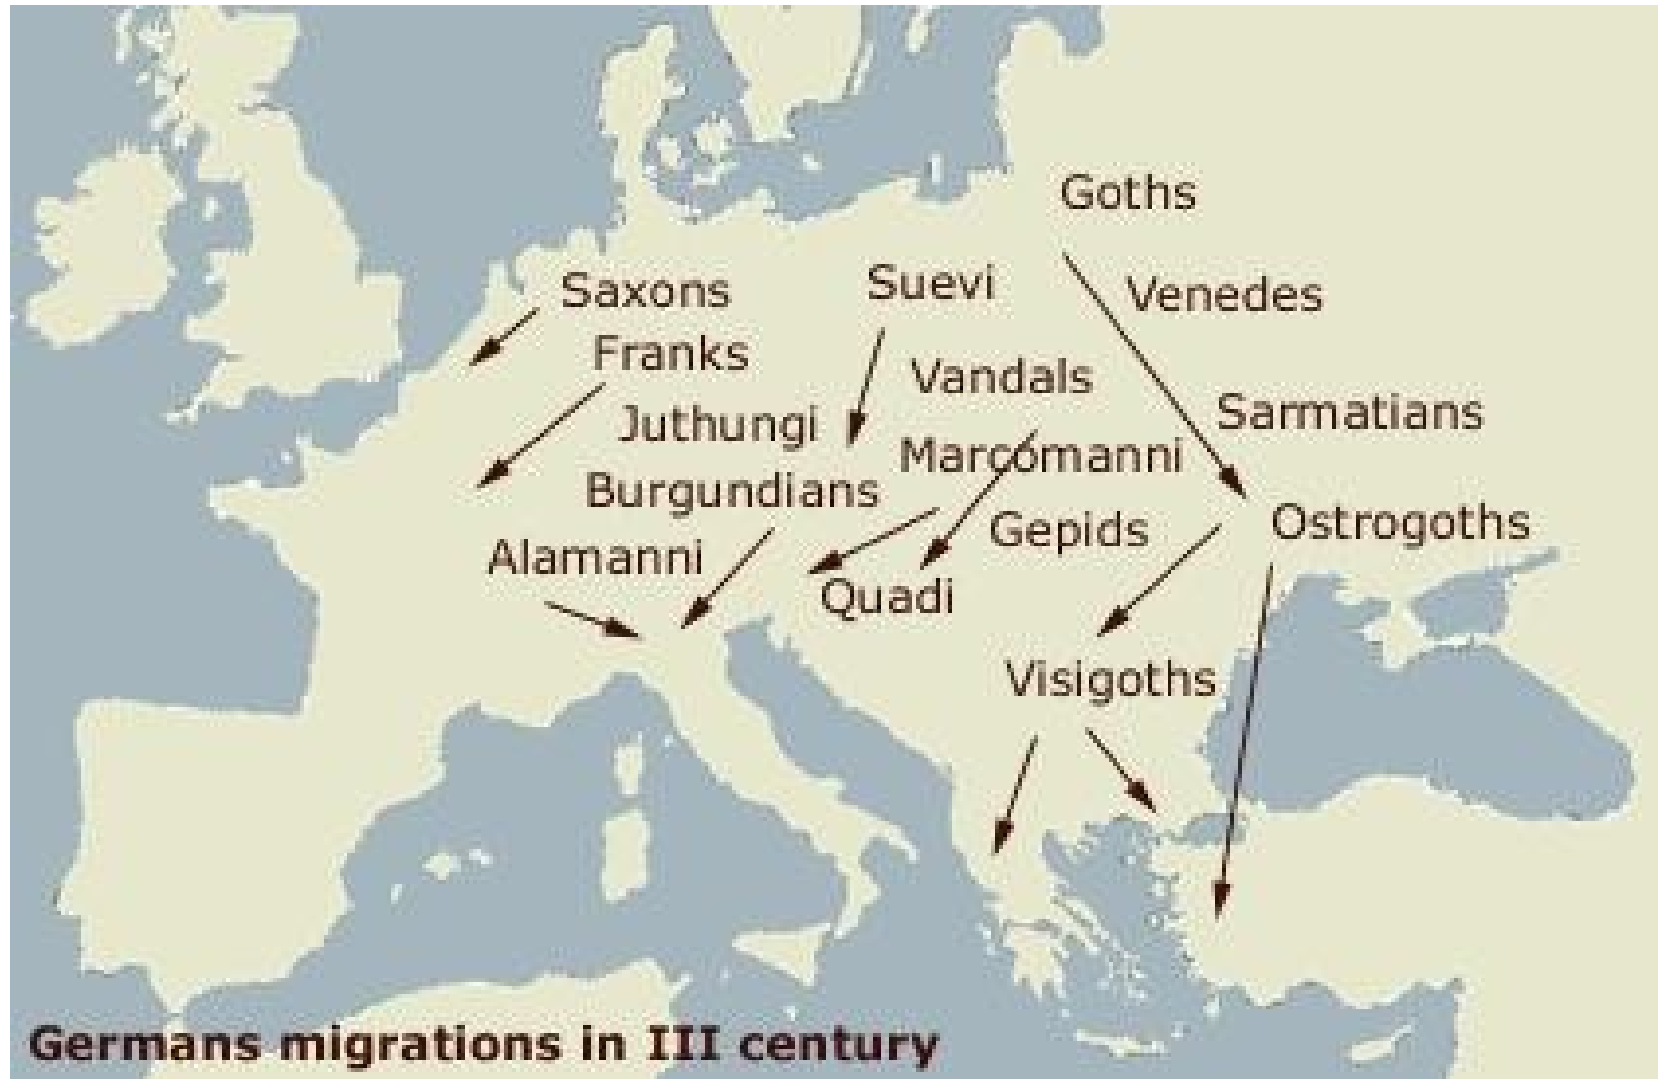 Goths
Saxons
Suevi
Venedes
Franks
Vandals
Juthungi
Sarmatians
Marcomanni
Burgundians
Ostrogoths
Gepids
Alamanni
Quadi
Visigoths
Germans migrations in III century